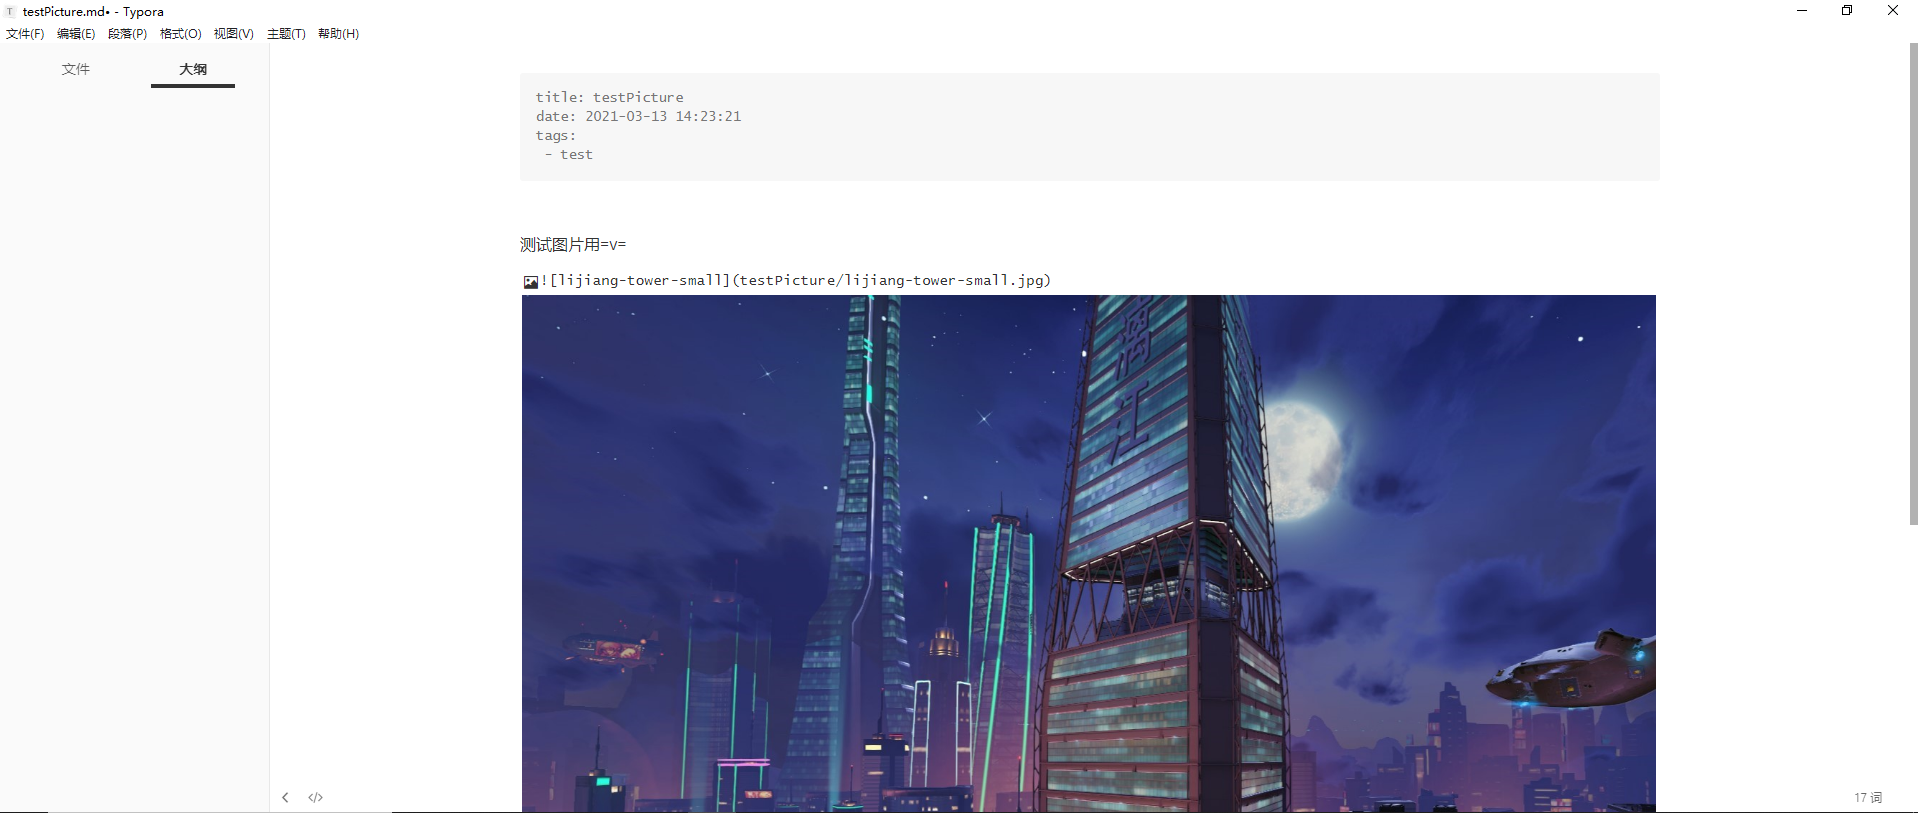 testPicture.md• - Typora
文件(F) 编辑(E) 段落(P) 格式(O) 视图(V) 主题(T) 帮助(H)
文件 大纲
title: testPicture
date: 2021-03-13 14:23:21
tags:
- test
测试图片用=v=
![lijiang-tower-small](testPicture/lijiang-tower-small.jpg)
漓江
</>
17 词